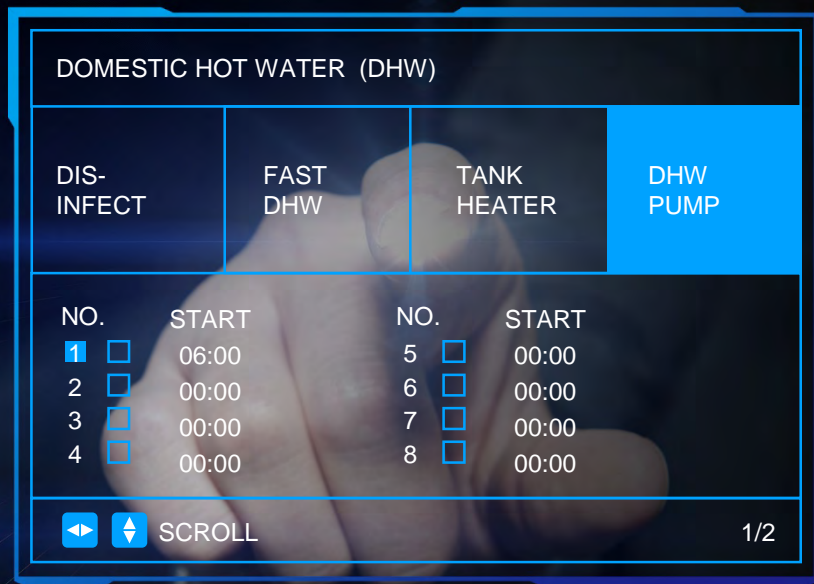 DOMESTIC HOT WATER (DHW)
DIS-
INFECT
FAST
DHW
TANK
HEATER
DHW
PUMP
NO. START NO. START
1 06:00 5 00:00
2 00:00 6 00:00
3 00:00 7 00:00
4 00:00 8 00:00
SCROLL 1/2